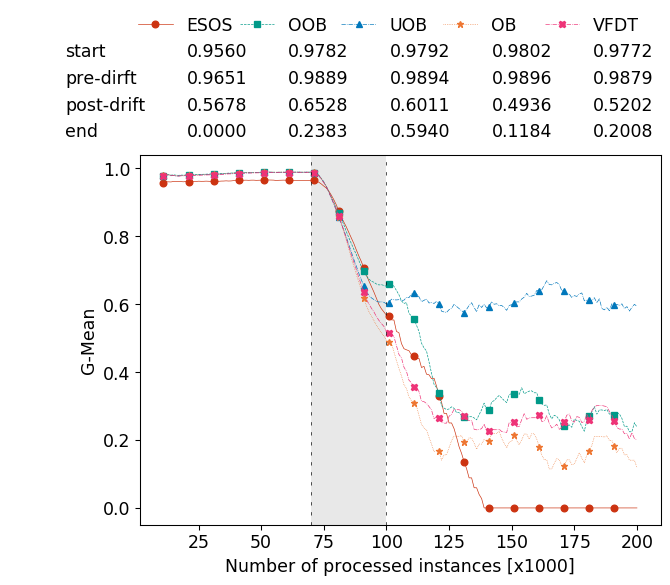 ESOS OOB UOB OB VFDT
start 0.9560 0.9782 0.9792 0.9802 0.9772
pre-dirft 0.9651 0.9889 0.9894 0.9896 0.9879
post-drift 0.5678 0.6528 0.6011 0.4936 0.5202
end 0.0000 0.2383 0.5940 0.1184 0.2008
1.0
0.8
0.6
0.4
0.2
0.0
G-Mean
25 50 75 100 125 150 175 200
Number of processed instances [x1000]